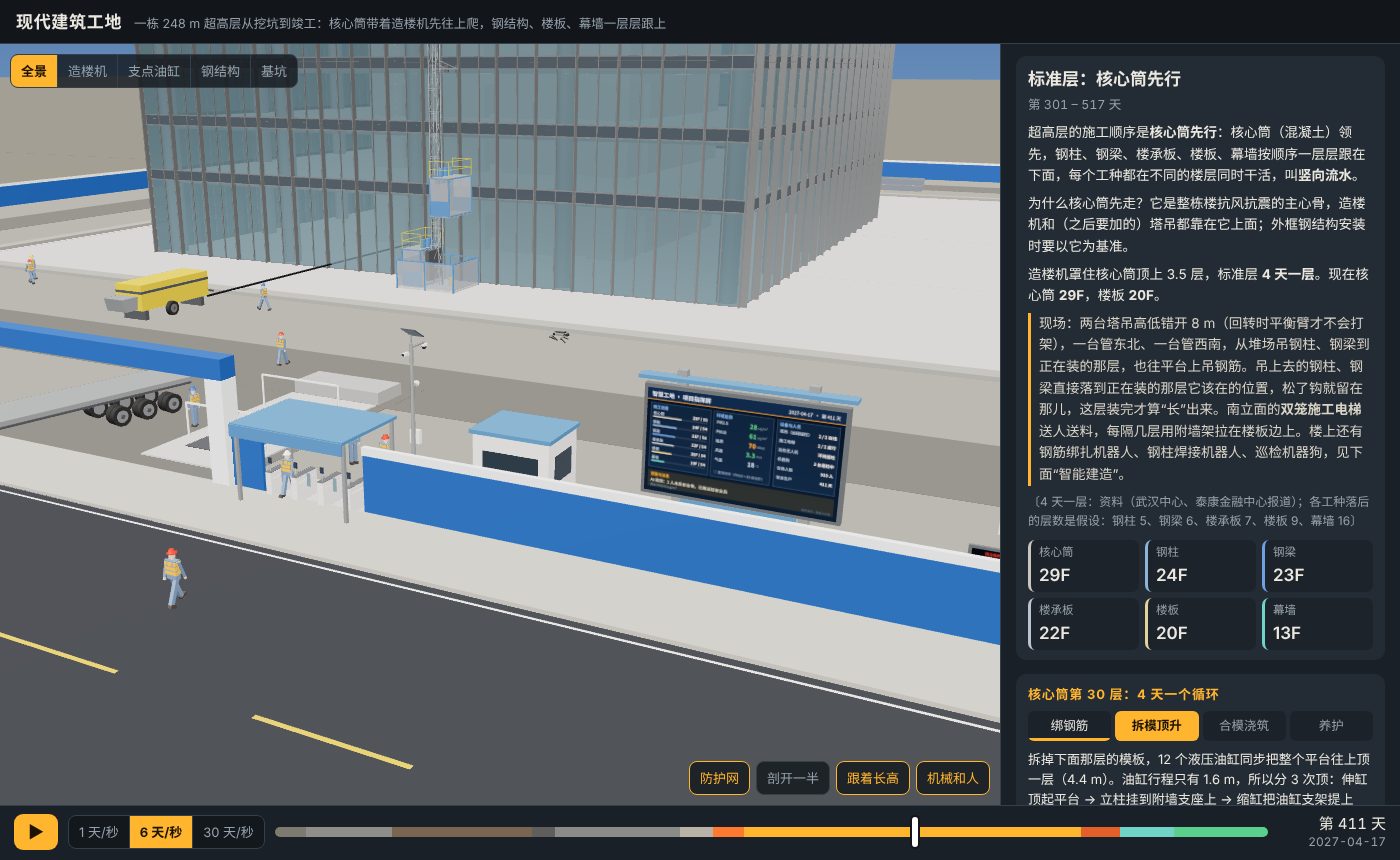 现代建筑工地 一栋 248 m 超高层从挖坑到竣工：核心筒带着造楼机先往上爬，钢结构、楼板、幕墙一层层跟上
全景 造楼机 支点油缸 钢结构 基坑
智慧工地
2027-04-17 · 第 411 天
防护网 剖开一半 跟着长高 机械和人
标准层：核心筒先行
第 301 – 517 天
超高层的施工顺序是核心筒先行：核心筒（混凝土）领
先，钢柱、钢梁、楼承板、楼板、幕墙按顺序一层层跟在
下面，每个工种都在不同的楼层同时干活，叫竖向流水。
为什么核心筒先走？它是整栋楼抗风抗震的主心骨，造楼
机和（之后要加的）塔吊都靠在它上面；外框钢结构安装
时要以它为基准。
造楼机罩住核心筒顶上 3.5 层，标准层 4 天一层。现在核
心筒 29F，楼板 20F。
现场：两台塔吊高低错开 8 m（回转时平衡臂才不会打
架），一台管东北、一台管西南，从堆场吊钢柱、钢梁到
正在装的那层，也往平台上吊钢筋。吊上去的钢柱、钢
梁直接落到正在装的那层它该在的位置，松了钩就留在
那儿，这层装完才算“长”出来。南立面的双笼施工电梯
送人送料，每隔几层用附墙架拉在楼板边上。楼上还有
钢筋绑扎机器人、钢柱焊接机器人、巡检机器狗，见下
面“智能建造”。
〔4 天一层：资料（武汉中心、泰康金融中心报道）；各工种落后
的层数是假设：钢柱 5、钢梁 6、楼承板 7、楼板 9、幕墙 16〕
核心筒 钢柱 钢梁
29F 24F 23F
楼承板 楼板 幕墙
22F 20F 13F
核心筒第 30 层：4 天一个循环
绑钢筋 拆模顶升 合模浇筑 养护
拆掉下面那层的模板，12 个液压油缸同步把整个平台往上顶
一层（4.4 m）。油缸行程只有 1.6 m，所以分 3 次顶：伸缸
顶起平台 → 立柱挂到附墙支座上 → 缩缸把油缸支架提上
1 天/秒 6 天/秒 30 天/秒
第 411 天
2027-04-17